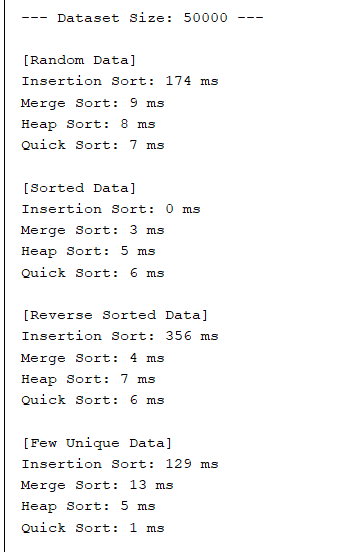 --- Dataset Size: 50000 ---
[Random Data]
Insertion Sort: 174 ms
Merge Sort: 9 ms
Heap Sort: 8 ms
Quick Sort: 7 ms
[Sorted Data]
Insertion Sort: 0 ms
Merge Sort: 3 ms
Heap Sort: 5 ms
Quick Sort: 6 ms
[Reverse Sorted Data]
Insertion Sort: 356 ms
Merge Sort: 4 ms
Heap Sort: 7 ms
Quick Sort: 6 ms
[Few Unique Data]
Insertion Sort: 129 ms
Merge Sort: 13 ms
Heap Sort: 5 ms
Quick Sort: 1 ms